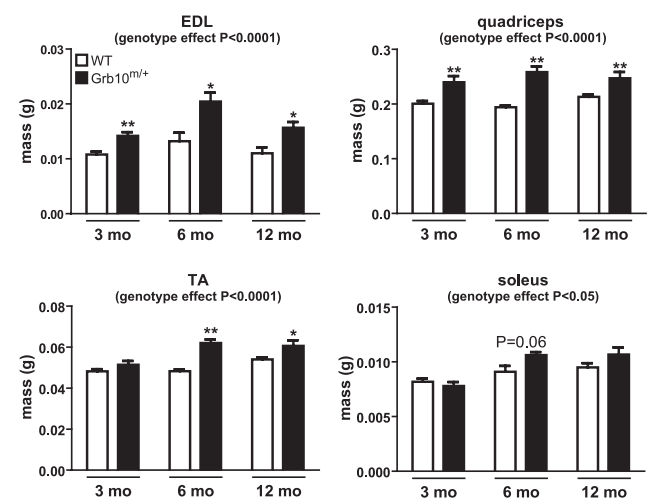 EDL
(genotype effect P<0.0001)
mass (g)
0.03
0.02
0.01
0.00
WT
Grb10m/+
**
*
*
3 mo
6 mo
12 mo
quadriceps
(genotype effect P<0.0001)
mass (g)
0.3
0.2
0.1
0.0
**
**
**
3 mo
6 mo
12 mo
TA
(genotype effect P<0.0001)
mass (g)
0.08
0.06
0.04
0.02
0.00
**
*
3 mo
6 mo
12 mo
soleus
(genotype effect P<0.05)
mass (g)
0.015
0.010
0.005
0.000
P=0.06
3 mo
6 mo
12 mo